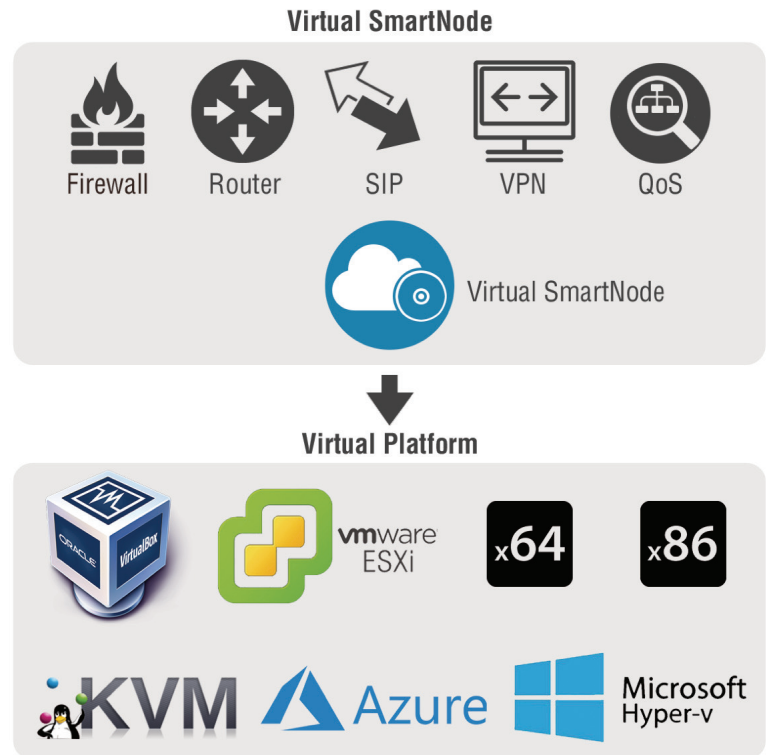 Virtual SmartNode
Firewall Router SIP VPN QoS
Virtual SmartNode
Virtual Platform
ORACLE VirtualBox
vmware
ESXi
x64
x86
KVM
Azure
Microsoft
Hyper-v